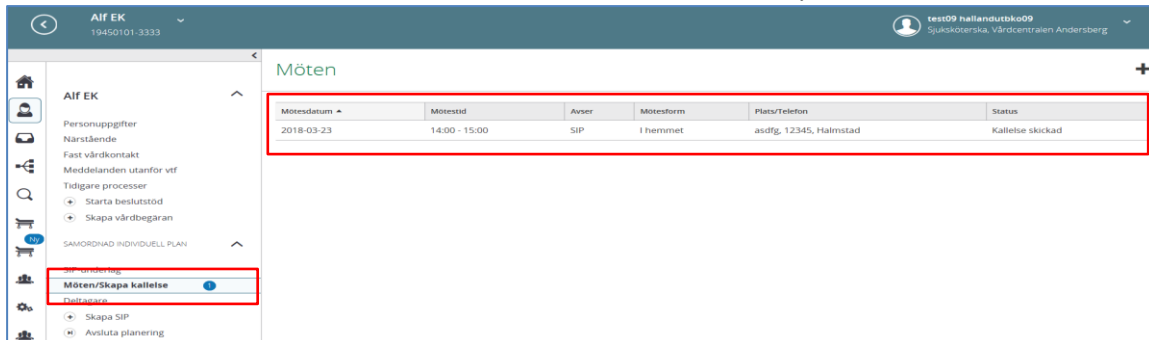 Alf EK
19450101-3333
test09 hallandutbko09
Sjuksköterska, Vårdcentralen Andersberg
Möten
Alf EK
Personuppgifter
Närstående
Fast vårdkontakt
Meddelanden utanför vtf
Tidigare processer
Starta beslutstöd
Skapa vårdbegäran
Ny
SAMORDNAD INDIVIDUELL PLAN
SIP-underlag
Möten/Skapa kallelse 1
Deltagare
Skapa SIP
Avsluta planering
Mötesdatum Mötestid Avser Mötesform Plats/Telefon Status
2018-03-23 14:00 - 15:00 SIP I hemmet asdfg, 12345, Halmstad Kallelse skickad